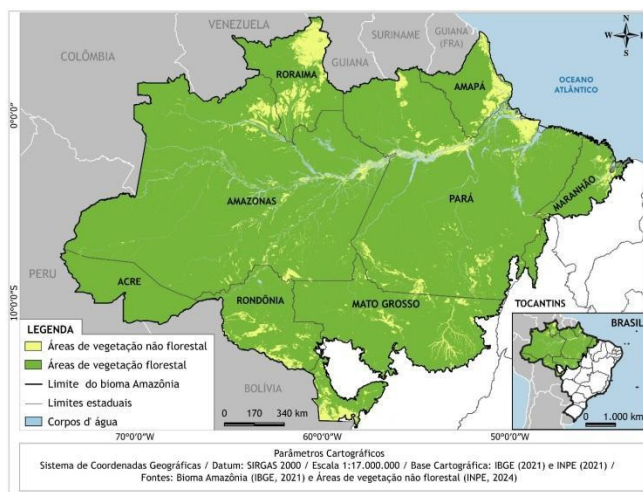 VENEZUELA
SURINAME
GUIANA
(FRA)
COLÔMBIA
GUIANA
N
W
E
S
RORAIMA
AMAPÁ
OCEANO
ATLÂNTICO
0°0'0"
AMAZONAS
PARÁ
MARANHÃO
PERU
ACRE
10°0'0"S
RONDÔNIA
MATO GROSSO
TOCANTINS
BRASIL
LEGENDA
Áreas de vegetação não florestal
Áreas de vegetação florestal
Limite do bioma Amazônia
Limites estaduais
Corpos d' água
BOLÍVIA
0 170 340 km
0 1.000 km
70°0'0"W
60°0'0"W
50°0'0"W
Parâmetros Cartográficos
Sistema de Coordenadas Geográficas / Datum: SIRGAS 2000 / Escala 1:17.000.000 / Base Cartográfica: IBGE (2021) e INPE (2021) /
Fontes: Bioma Amazônia (IBGE, 2021) e Áreas de vegetação não florestal (INPE, 2024)